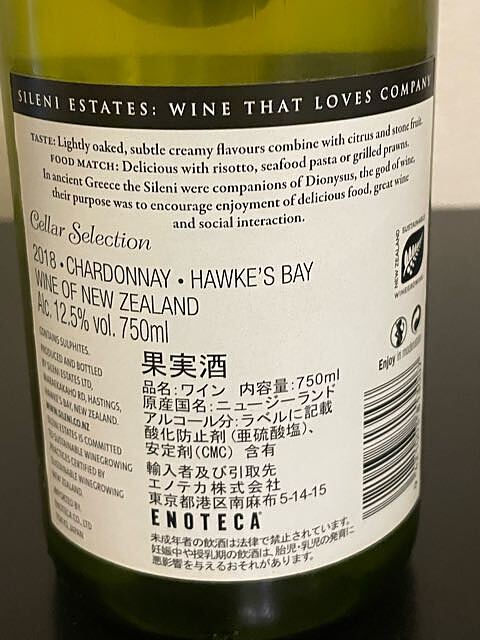 SILENI ESTATES: WINE THAT LOVES COMPANY
TASTE: Lightly oaked, subtle creamy flavours combine with citrus and stone fruit.
FOOD MATCH: Delicious with risotto, seafood pasta or grilled prawns.
In ancient Greece the Sileni were companions of Dionysus, the god of wine,
their purpose was to encourage enjoyment of delicious food, great wine
and social interaction.
Cellar Selection
2018 • CHARDONNAY • HAWKE'S BAY
WINE OF NEW ZEALAND
Alc. 12.5% vol. 750ml
NEW ZEALAND
SUSTAINABLE
WINEGROWING
Enjoy in
CONTAINS SULPHITES.
PRODUCED AND BOTTLED
BY SILENI ESTATES LTD,
RD, HASTINGS,
HAWKE'S BAY, NEW ZEALAND.
WWW.SILENI.CO.NZ
SILENI ESTATES IS COMMITTED
TO SUSTAINABLE WINEGROWING
PRACTICES CERTIFIED BY
SUSTAINABLE WINEGROWING
NEW ZEALAND.
IMPORTED BY:
ENOTECA CO., LTD
JAPAN
果実酒
品名:ワイン 内容量:750ml
原産国名:ニュージーランド
アルコール分:ラベルに記載
酸化防止剤(亜硫酸塩)、
安定剤(CMC) 含有
輸入者及び引取先
エノテカ株式会社
東京都港区南麻布5-14-15
ENOTECA
未成年者の飲酒は法律で禁止されています。
妊娠中や授乳期の飲酒は、胎児・乳児の発育に
悪影響を与えるおそれがあります。